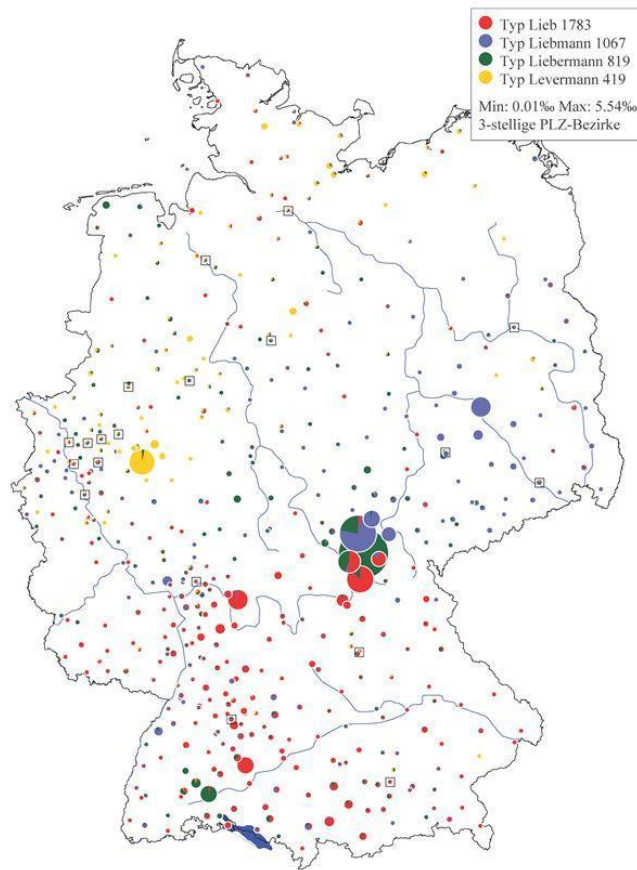 Typ Lieb 1783
Typ Liebmann 1067
Typ Liebermann 819
Typ Levermann 419
Min: 0.01‰ Max: 5.54‰
3-stellige PLZ-Bezirke